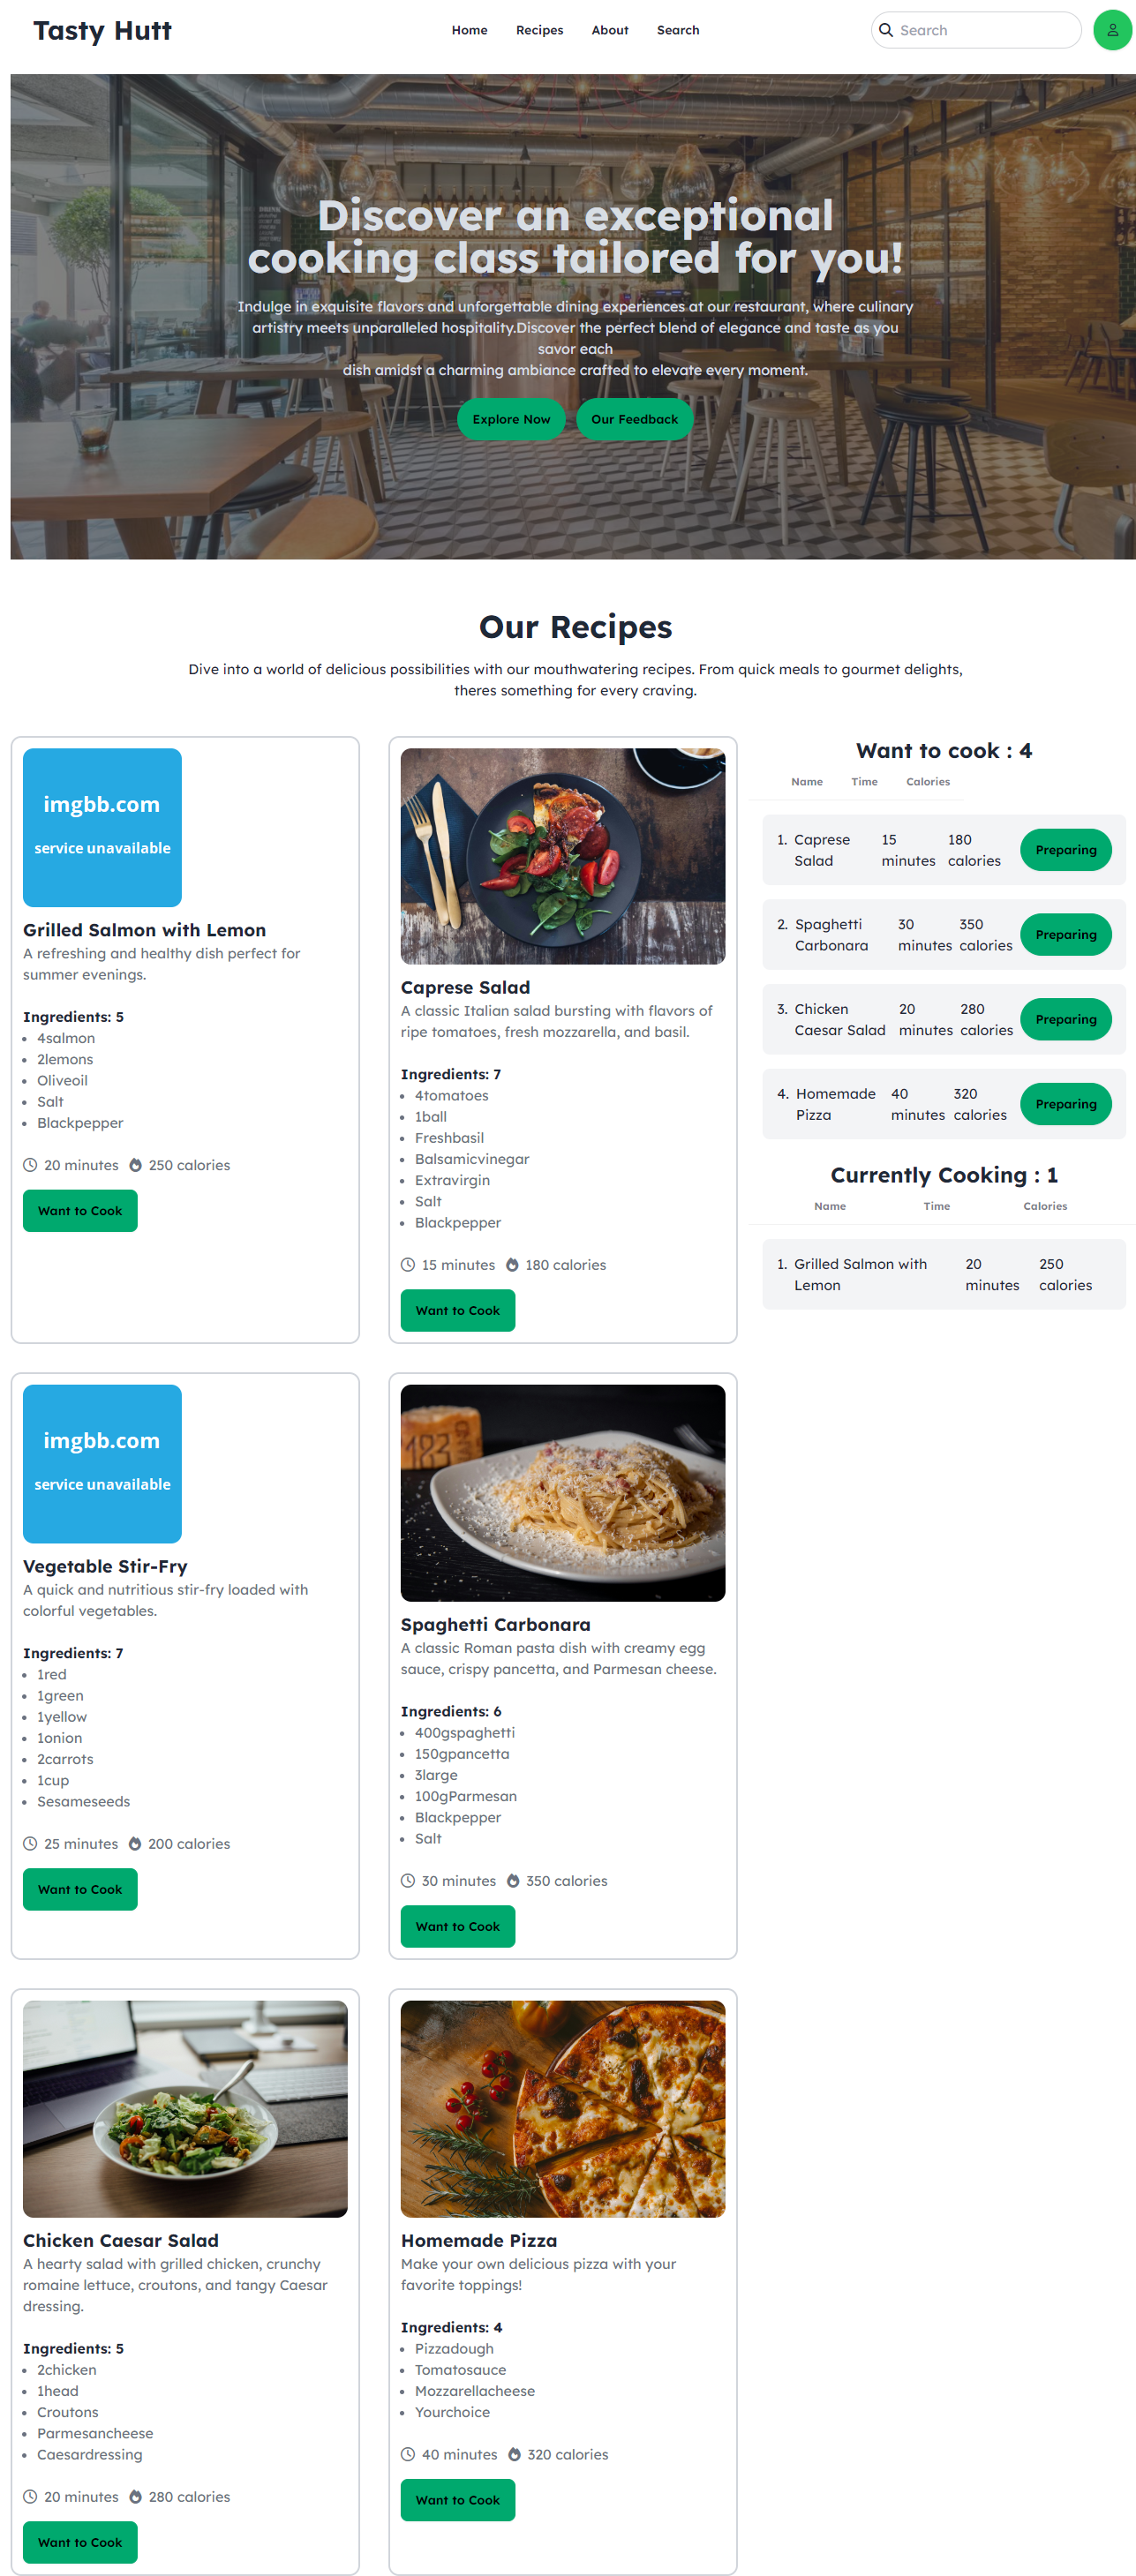 Tasty Hutt
Home
Recipes
About
Search
Search
Discover an exceptional
cooking class tailored for you!
Indulge in exquisite flavors and unforgettable dining experiences at our restaurant, where culinary
artistry meets unparalleled hospitality.Discover the perfect blend of elegance and taste as you
savor each
dish amidst a charming ambiance crafted to elevate every moment.
Explore Now
Our Feedback
Our Recipes
Dive into a world of delicious possibilities with our mouthwatering recipes. From quick meals to gourmet delights,
theres something for every craving.
imgbb.com
service unavailable
Grilled Salmon with Lemon
A refreshing and healthy dish perfect for
summer evenings.
Ingredients: 5
• 4salmon
• 2lemons
• Oliveoil
• Salt
• Blackpepper
20 minutes 250 calories
Want to Cook
Caprese Salad
A classic Italian salad bursting with flavors of
ripe tomatoes, fresh mozzarella, and basil.
Ingredients: 7
• 4tomatoes
• 1ball
• Freshbasil
• Balsamicvinegar
• Extravirgin
• Salt
• Blackpepper
15 minutes 180 calories
Want to Cook
imgbb.com
service unavailable
Vegetable Stir-Fry
A quick and nutritious stir-fry loaded with
colorful vegetables.
Ingredients: 7
• 1red
• 1green
• 1yellow
• 1onion
• 2carrots
• 1cup
• Sesameseeds
25 minutes 200 calories
Want to Cook
183
Spaghetti Carbonara
A classic Roman pasta dish with creamy egg
sauce, crispy pancetta, and Parmesan cheese.
Ingredients: 6
• 400gspaghetti
• 150gpancetta
• 3large
• 100gParmesan
• Blackpepper
• Salt
30 minutes 350 calories
Want to Cook
Chicken Caesar Salad
A hearty salad with grilled chicken, crunchy
romaine lettuce, croutons, and tangy Caesar
dressing.
Ingredients: 5
• 2chicken
• 1head
• Croutons
• Parmesancheese
• Caesardressing
20 minutes 280 calories
Want to Cook
Homemade Pizza
Make your own delicious pizza with your
favorite toppings!
Ingredients: 4
• Pizzadough
• Tomatosauce
• Mozzarellacheese
• Yourchoice
40 minutes 320 calories
Want to Cook
Want to cook : 4
Name Time Calories
1. Caprese 15 180
Salad minutes calories
Preparing
2. Spaghetti 30 350
Carbonara minutes calories
Preparing
3. Chicken 20 280
Caesar Salad minutes calories
Preparing
4. Homemade 40 320
Pizza minutes calories
Preparing
Currently Cooking : 1
Name Time Calories
1. Grilled Salmon with 20 250
Lemon minutes calories